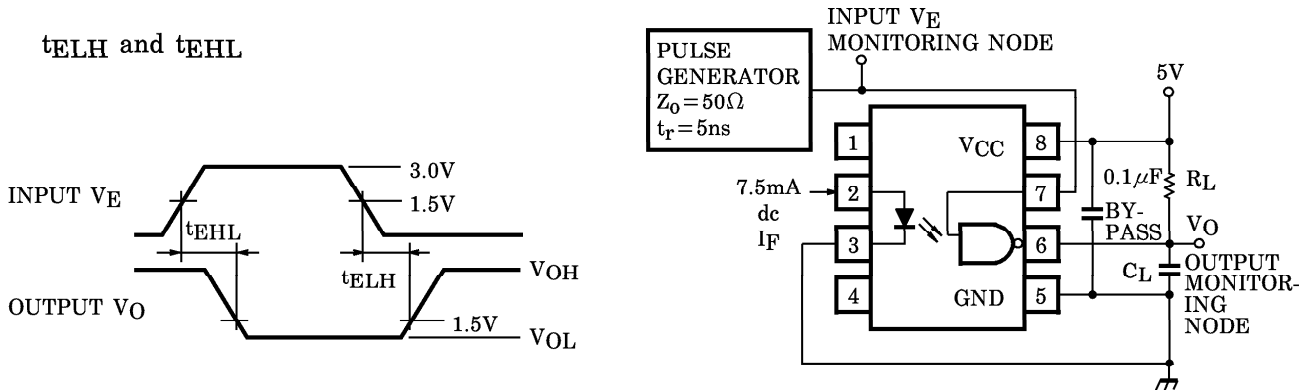 tELH and tEHL
INPUT VE
3.0V
1.5V
tEHL
tELH
OUTPUT VO
VOH
1.5V
VOL
PULSE
GENERATOR
Zo=50Ω
tr=5ns
INPUT VE
MONITORING NODE
5V
1
2
3
4
VCC
GND
8
7
6
5
7.5mA
dc
IF
0.1μF
BY-
PASS
RL
VO
CL
OUTPUT
MONITOR-
ING
NODE